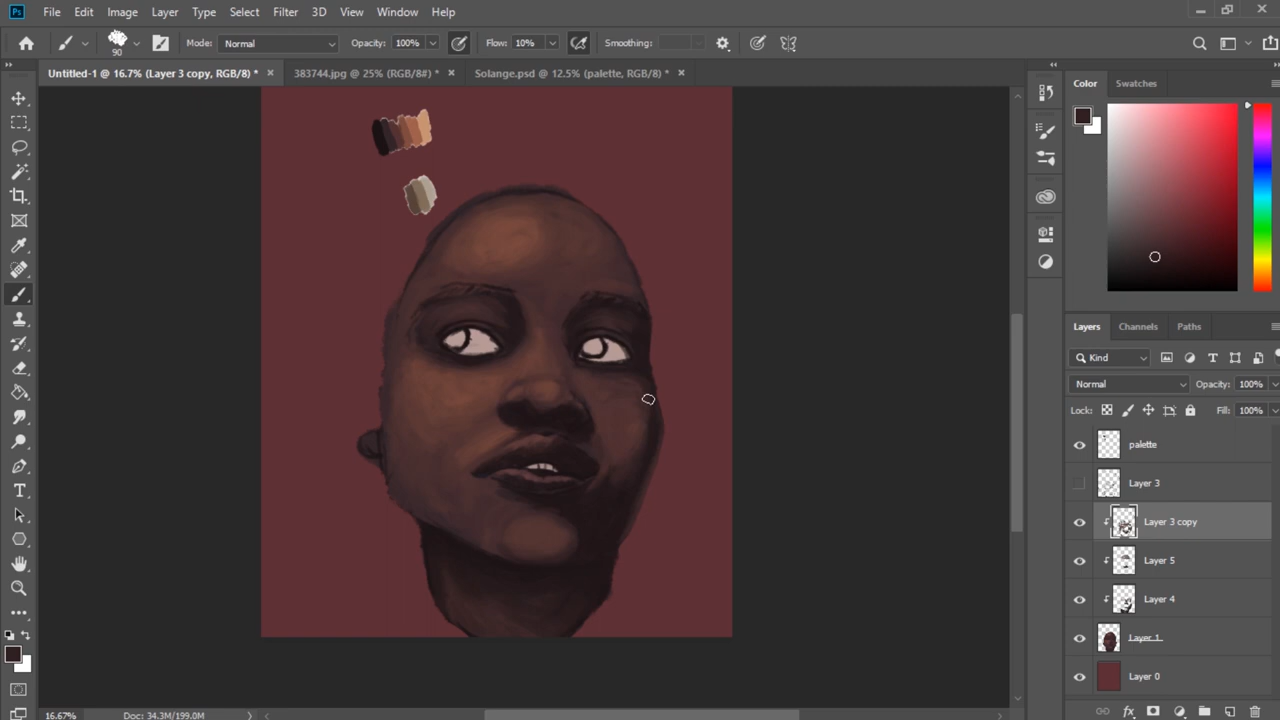 Ps File Edit Image Layer Type Select Filter 3D View Window Help
90 Mode: Normal Opacity: 100% Flow: 10% Smoothing:
Untitled-1 @ 16.7% (Layer 3 copy, RGB/8) * × 383744.jpg @ 25% (RGB/8#) * × Solange.psd @ 12.5% (palette, RGB/8) * ×
Color Swatches
Layers Channels Paths
Kind
Normal Opacity: 100%
Lock: Fill: 100%
palette
Layer 3
Layer 3 copy
Layer 5
Layer 4
Layer 1
Layer 0
16.67% Doc: 34.3M/199.0M